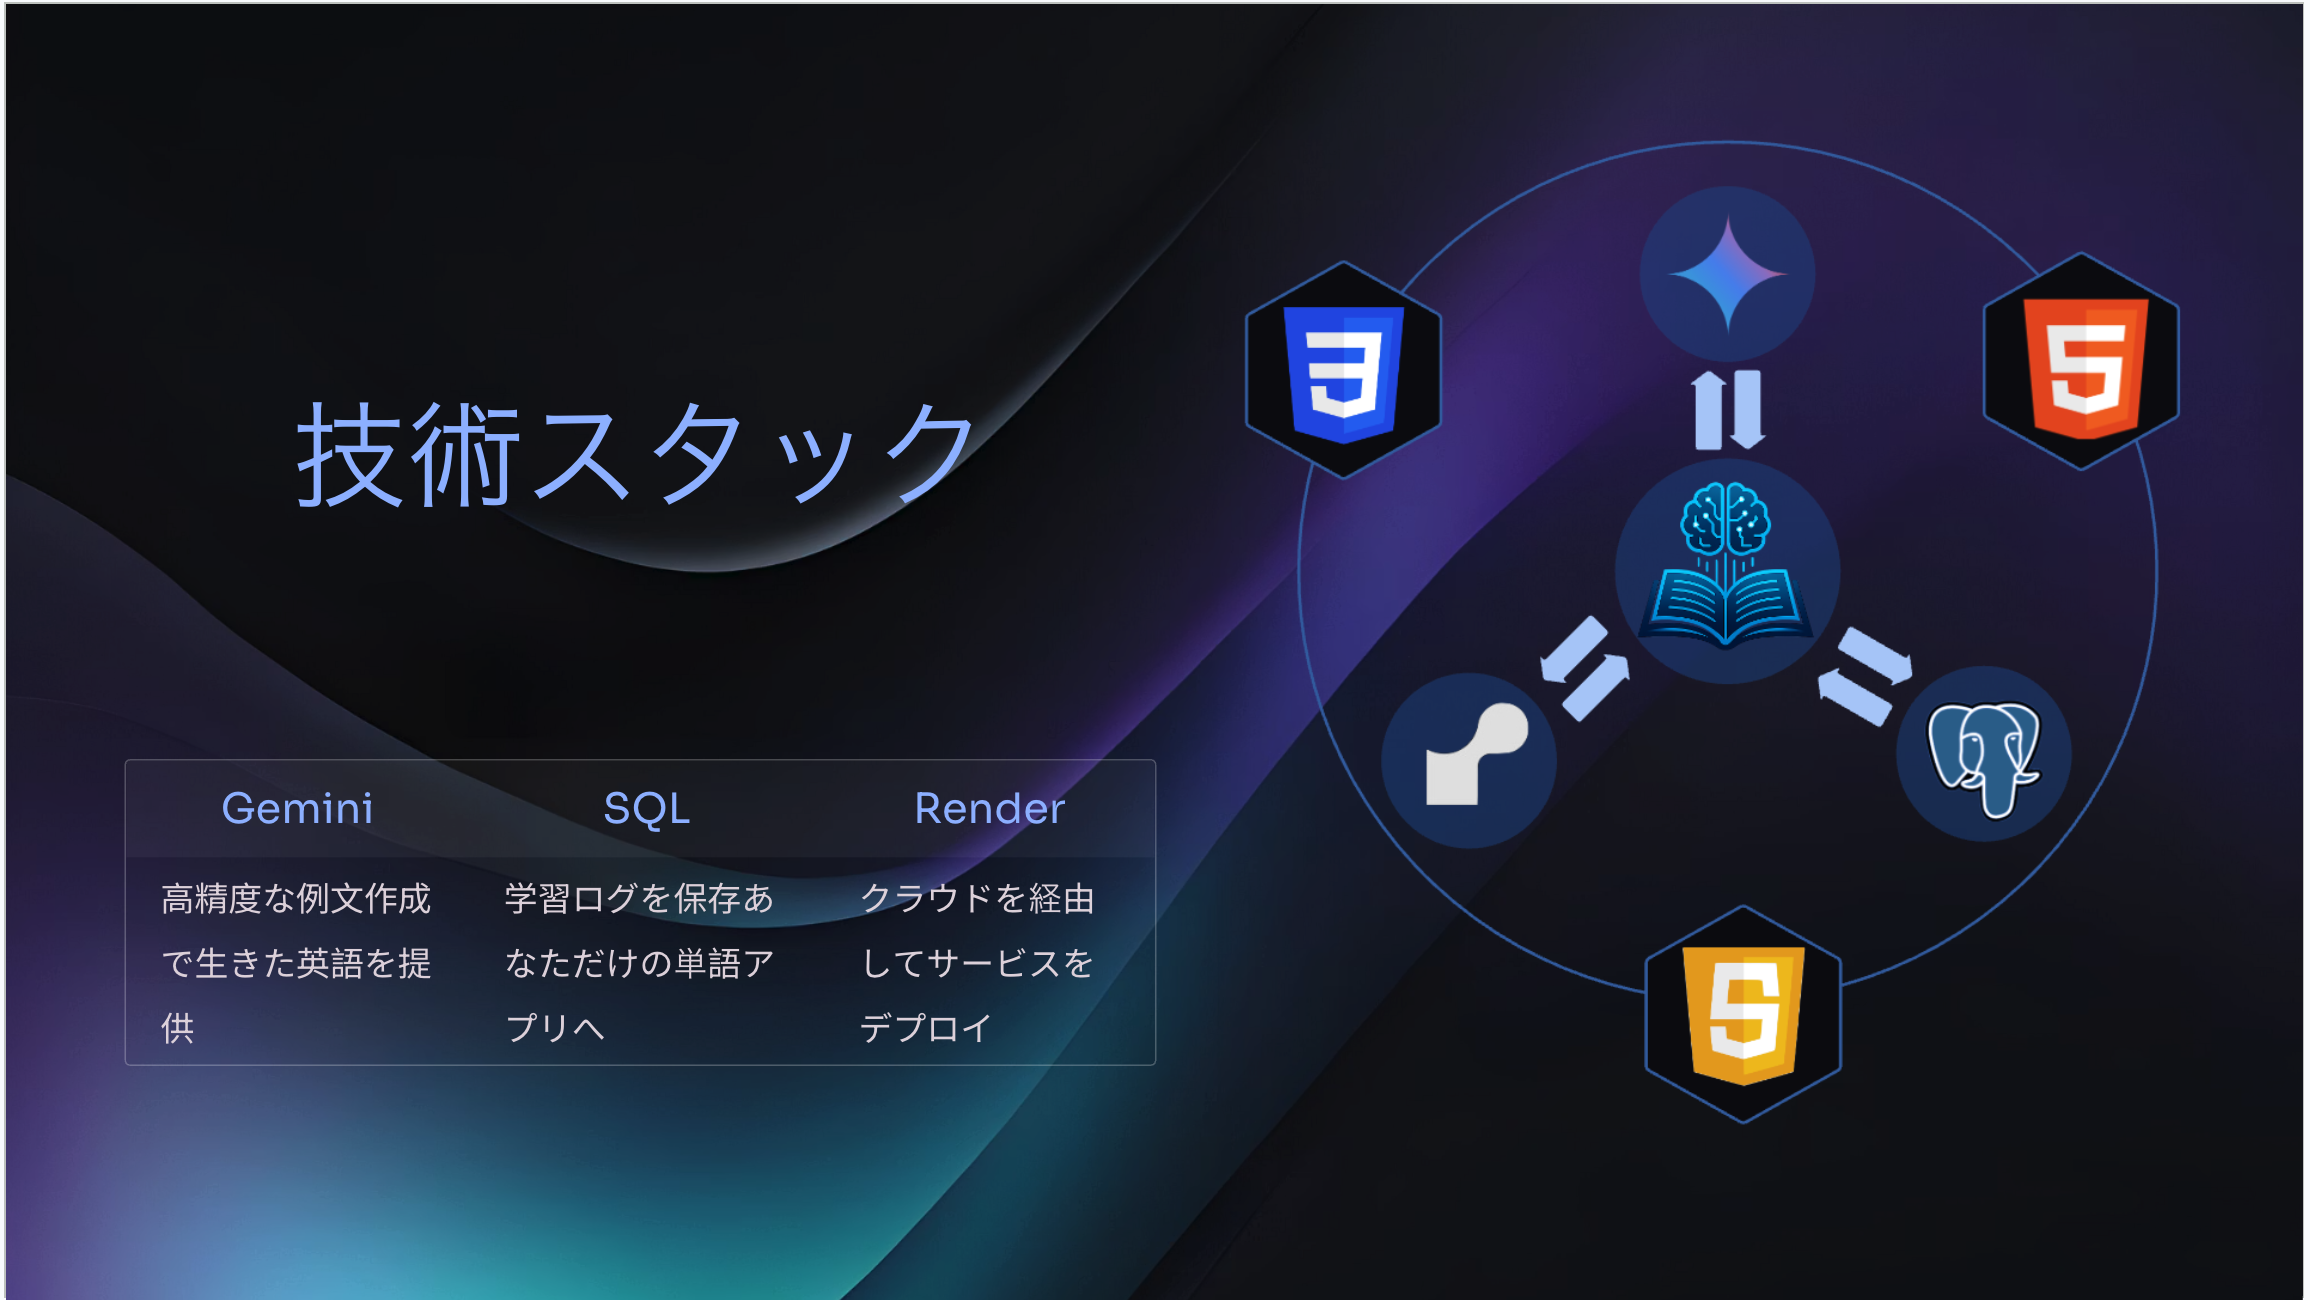 技術スタック
Gemini
SQL
Render
高精度な例文作成
で生きた英語を提
供
学習ログを保存あ
なただけの単語ア
プリへ
クラウドを経由
してサービスを
デプロイ
3
5
5